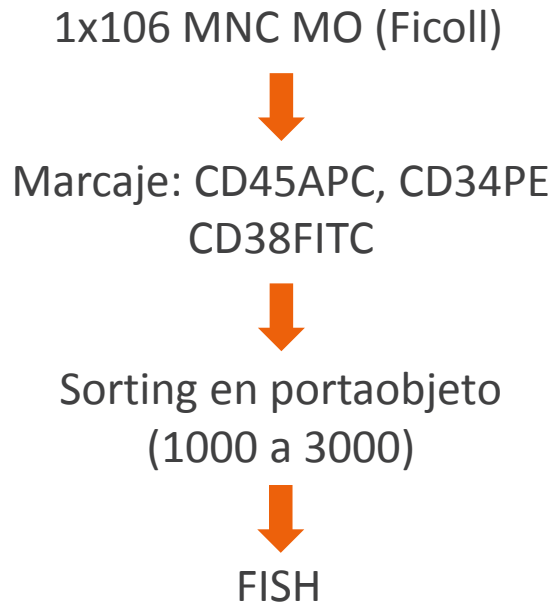 1x106 MNC MO (Ficoll)
Marcaje: CD45APC, CD34PE
CD38FITC
Sorting en portaobjeto
(1000 a 3000)
FISH